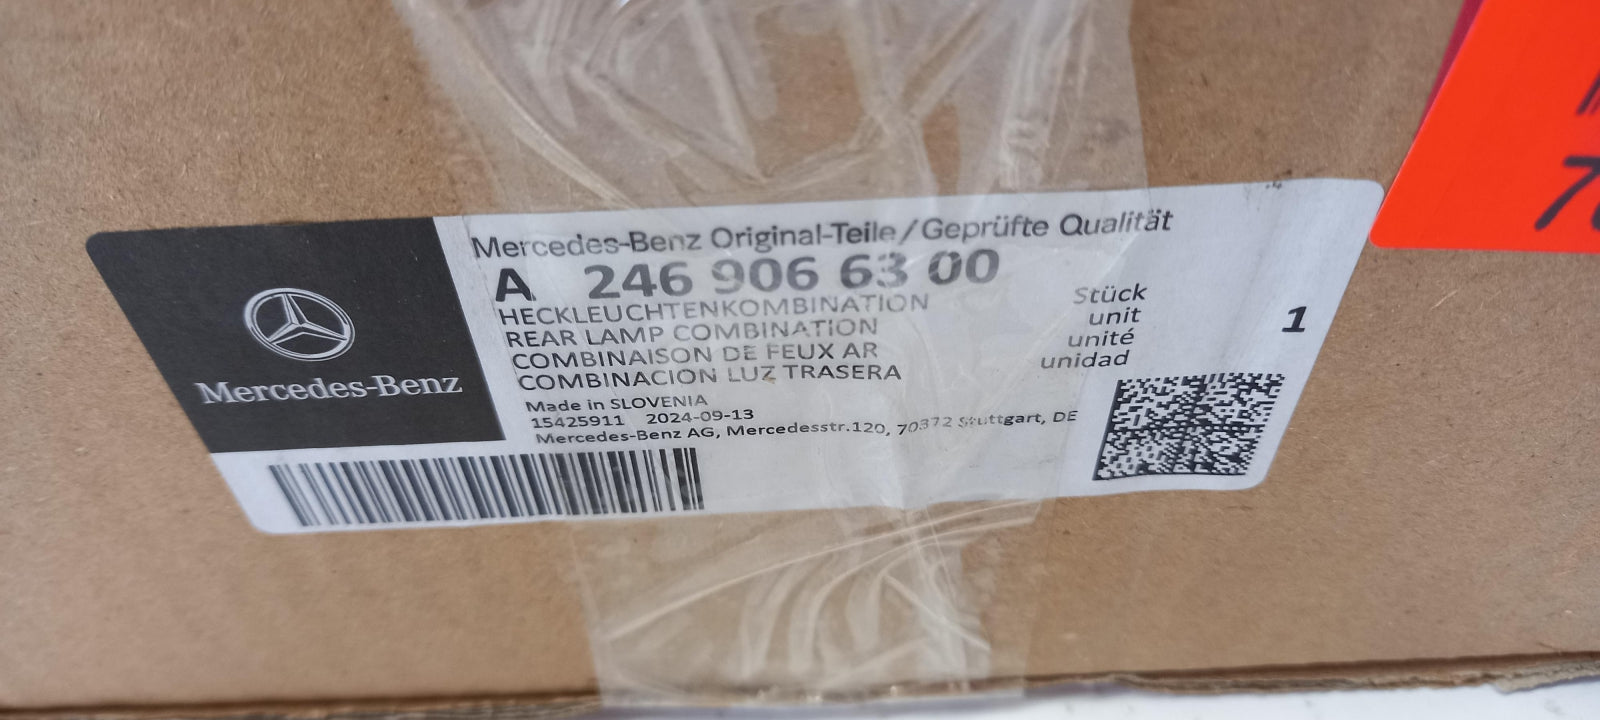 Mercedes-Benz Original-Teile/Geprüfte Qualität
A 246 906 63 00
HECKLEUCHTENKOMBINATION
REAR LAMP COMBINATION
COMBINAISON DE FEUX AR
COMBINACION LUZ TRASERA
Stück
unit
unité
unidad
1
Made in SLOVENIA
15425911 2024-09-13
Mercedes-Benz AG, Mercedesstr.120, 70372 Stuttgart, DE
Mercedes-Benz